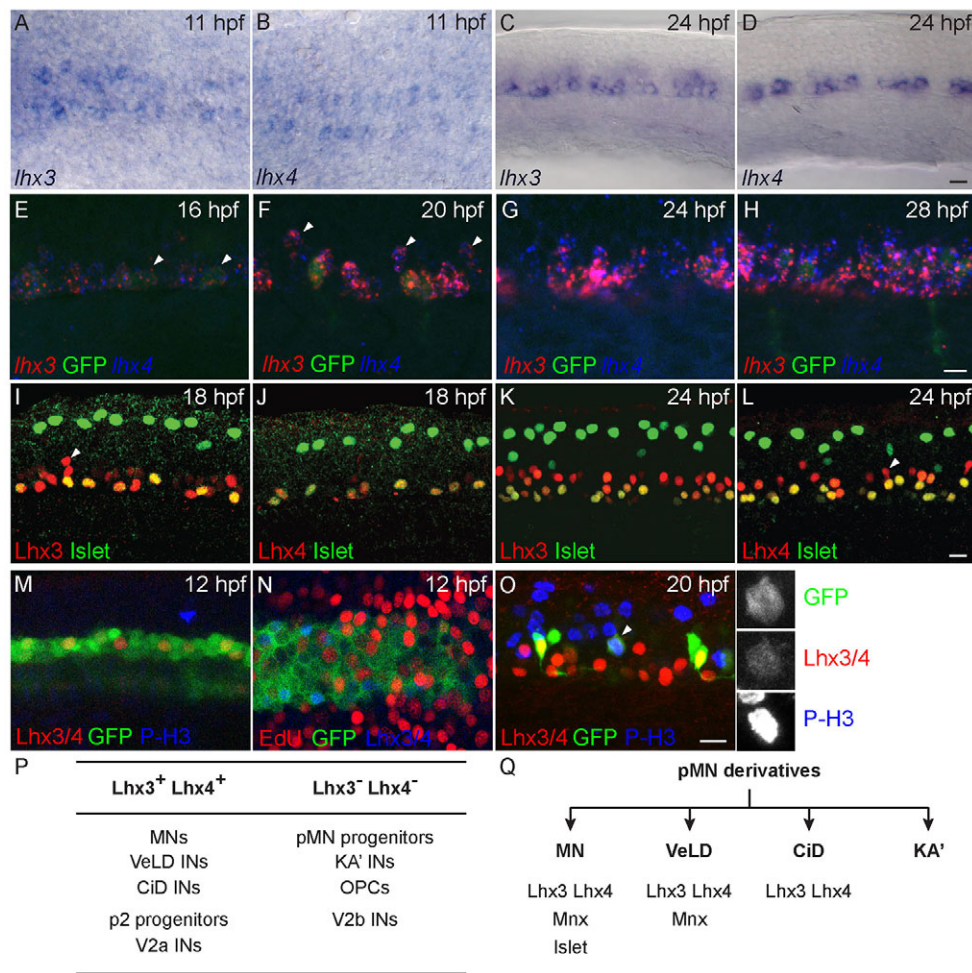 A 11 hpf
lhx3
B 11 hpf
lhx4
C 24 hpf
lhx3
D 24 hpf
lhx4
E 16 hpf
lhx3 GFP lhx4
F 20 hpf
lhx3 GFP lhx4
G 24 hpf
lhx3 GFP lhx4
H 28 hpf
lhx3 GFP lhx4
I 18 hpf
Lhx3 Islet
J 18 hpf
Lhx4 Islet
K 24 hpf
Lhx3 Islet
L 24 hpf
Lhx4 Islet
M 12 hpf
Lhx3/4 GFP P-H3
N 12 hpf
EdU GFP Lhx3/4
O 20 hpf
Lhx3/4 GFP P-H3
GFP
Lhx3/4
P-H3
P
Lhx3⁺ Lhx4⁺ Lhx3⁻ Lhx4⁻
MNs pMN progenitors
VeLD INs KA' INs
CiD INs OPCs
p2 progenitors V2b INs
V2a INs
Q
pMN derivatives
MN VeLD CiD KA'
Lhx3 Lhx4 Lhx3 Lhx4 Lhx3 Lhx4
Mnx Mnx
Islet